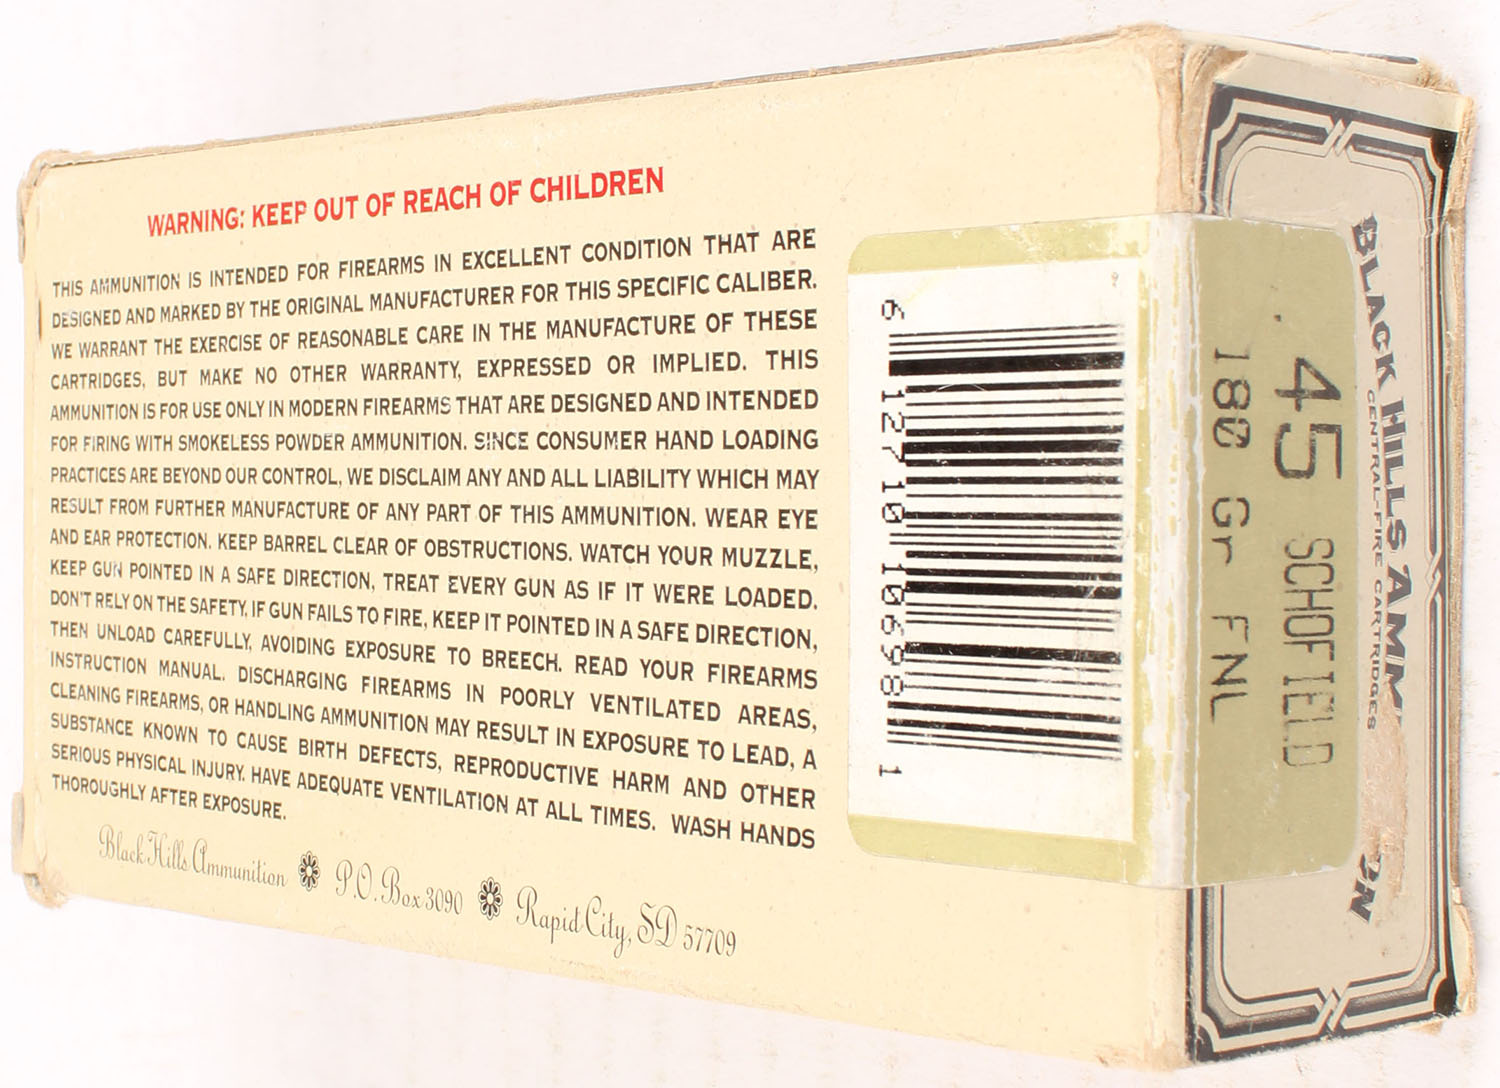 WARNING: KEEP OUT OF REACH OF CHILDREN
THIS AMMUNITION IS INTENDED FOR FIREARMS IN EXCELLENT CONDITION THAT ARE
DESIGNED AND MARKED BY THE ORIGINAL MANUFACTURER FOR THIS SPECIFIC CALIBER.
WE WARRANT THE EXERCISE OF REASONABLE CARE IN THE MANUFACTURE OF THESE
CARTRIDGES, BUT MAKE NO OTHER WARRANTY, EXPRESSED OR IMPLIED. THIS
AMMUNITION IS FOR USE ONLY IN MODERN FIREARMS THAT ARE DESIGNED AND INTENDED
FOR FIRING WITH SMOKELESS POWDER AMMUNITION. SINCE CONSUMER HAND LOADING
PRACTICES ARE BEYOND OUR CONTROL, WE DISCLAIM ANY AND ALL LIABILITY WHICH MAY
RESULT FROM FURTHER MANUFACTURE OF ANY PART OF THIS AMMUNITION. WEAR EYE
AND EAR PROTECTION. KEEP BARREL CLEAR OF OBSTRUCTIONS. WATCH YOUR MUZZLE,
KEEP GUN POINTED IN A SAFE DIRECTION, TREAT EVERY GUN AS IF IT WERE LOADED.
DON'T RELY ON THE SAFETY. IF GUN FAILS TO FIRE, KEEP IT POINTED IN A SAFE DIRECTION,
THEN UNLOAD CAREFULLY, AVOIDING EXPOSURE TO BREECH. READ YOUR FIREARMS
INSTRUCTION MANUAL. DISCHARGING FIREARMS IN POORLY VENTILATED AREAS,
CLEANING FIREARMS, OR HANDLING AMMUNITION MAY RESULT IN EXPOSURE TO LEAD, A
SUBSTANCE KNOWN TO CAUSE BIRTH DEFECTS, REPRODUCTIVE HARM AND OTHER
SERIOUS PHYSICAL INJURY. HAVE ADEQUATE VENTILATION AT ALL TIMES. WASH HANDS
THOROUGHLY AFTER EXPOSURE.
Black Hills Ammunition P.O. Box 3090 Rapid City, SD 57709
6 12710 10698 1
BLACK HILLS AMM ON
CENTRAL-FIRE CARTRIDGES
.45 SCHOFIELD
180 Gr FNL